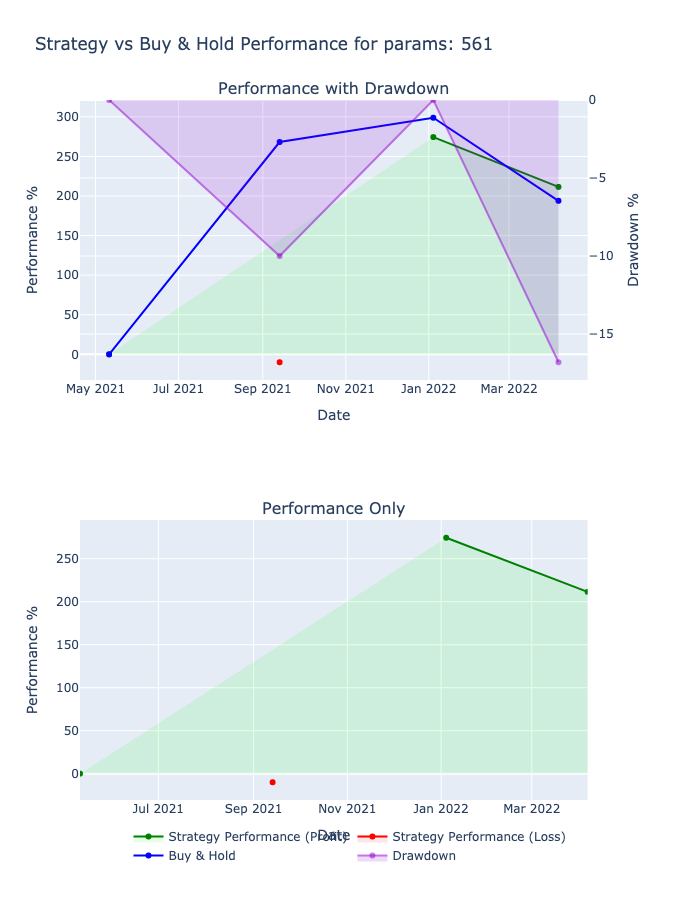 Strategy vs Buy & Hold Performance for params: 561
Performance with Drawdown
300
250
200
150
100
50
0
Performance %
0
−5
−10
−15
Drawdown %
May 2021 Jul 2021 Sep 2021 Nov 2021 Jan 2022 Mar 2022
Date
Performance Only
250
200
150
100
50
0
Performance %
Jul 2021 Sep 2021 Nov 2021 Jan 2022 Mar 2022
Date
Strategy Performance (Profit) Strategy Performance (Loss)
Buy & Hold Drawdown